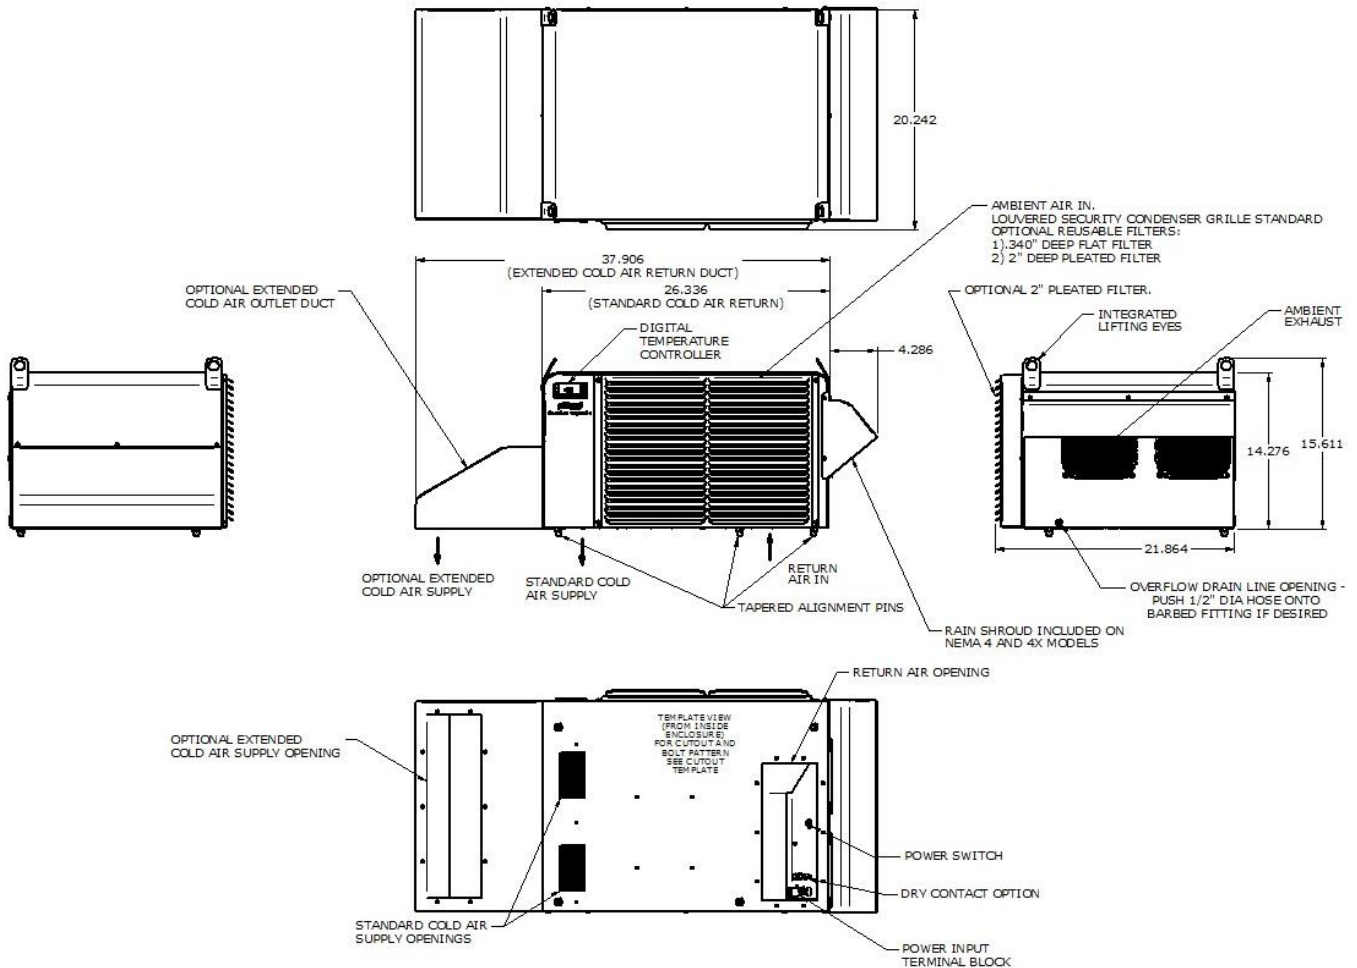 20.242
AMBIENT AIR IN.
LOUVERED SECURITY CONDENSER GRILLE STANDARD
OPTIONAL REUSABLE FILTERS:
1).340" DEEP FLAT FILTER
2) 2" DEEP PLEATED FILTER
37.906
(EXTENDED COLD AIR RETURN DUCT)
26.336
(STANDARD COLD AIR RETURN)
OPTIONAL EXTENDED
COLD AIR OUTLET DUCT
DIGITAL
TEMPERATURE
CONTROLLER
4.286
OPTIONAL 2" PLEATED FILTER.
INTEGRATED
LIFTING EYES
AMBIENT
EXHAUST
14.276
15.611
21.864
OPTIONAL EXTENDED
COLD AIR SUPPLY
STANDARD COLD
AIR SUPPLY
RETURN
AIR IN
TAPERED ALIGNMENT PINS
OVERFLOW DRAIN LINE OPENING -
PUSH 1/2" DIA HOSE ONTO
BARBED FITTING IF DESIRED
RAIN SHROUD INCLUDED ON
NEMA 4 AND 4X MODELS
RETURN AIR OPENING
TEMPLATE VIEW
(FROM INSIDE
ENCLOSURE)
FOR CUTOUT AND
BOLT PATTERN
SEE CUTOUT
TEMPLATE
OPTIONAL EXTENDED
COLD AIR SUPPLY OPENING
POWER SWITCH
DRY CONTACT OPTION
STANDARD COLD AIR
SUPPLY OPENINGS
POWER INPUT
TERMINAL BLOCK